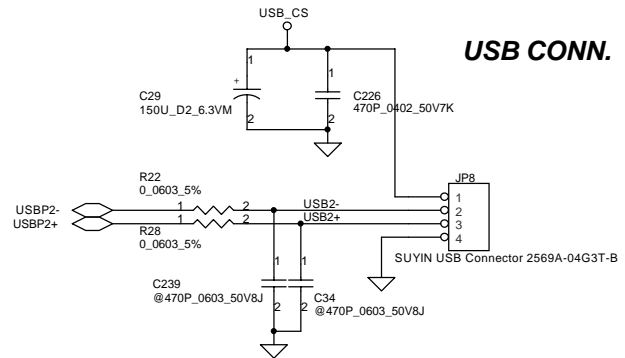 USB_CS
USB CONN.
1
1
+
C29
150U_D2_6.3VM
C226
470P_0402_50V7K
2
2
R22
0_0603_5%
JP8
1
USBP2-
1
2
USB2-
2
USBP2+
1
2
USB2+
3
R28
0_0603_5%
4
SUYIN USB Connector 2569A-04G3T-B
1
1
C239
@470P_0603_50V8J
2
2
C34
@470P_0603_50V8J